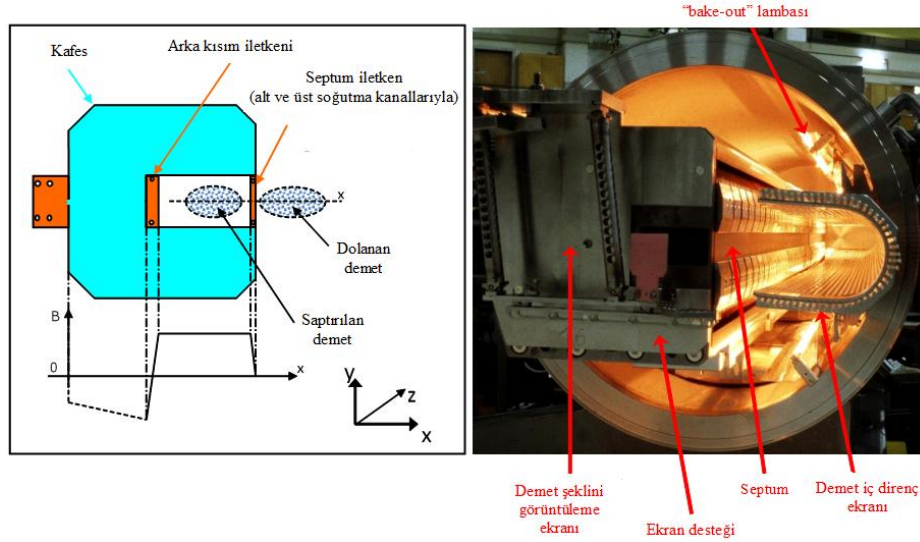 Kafes
Arka kısım iletkeni
Septum iletken
(alt ve üst soğutma kanallarıyla)
x
Dolanan
demet
Saptırılan
demet
B
0
x
y
z
x
“bake-out” lambası
Demet şeklini
görüntüleme
ekranı
Ekran desteği
Septum
Demet iç direnç
ekranı